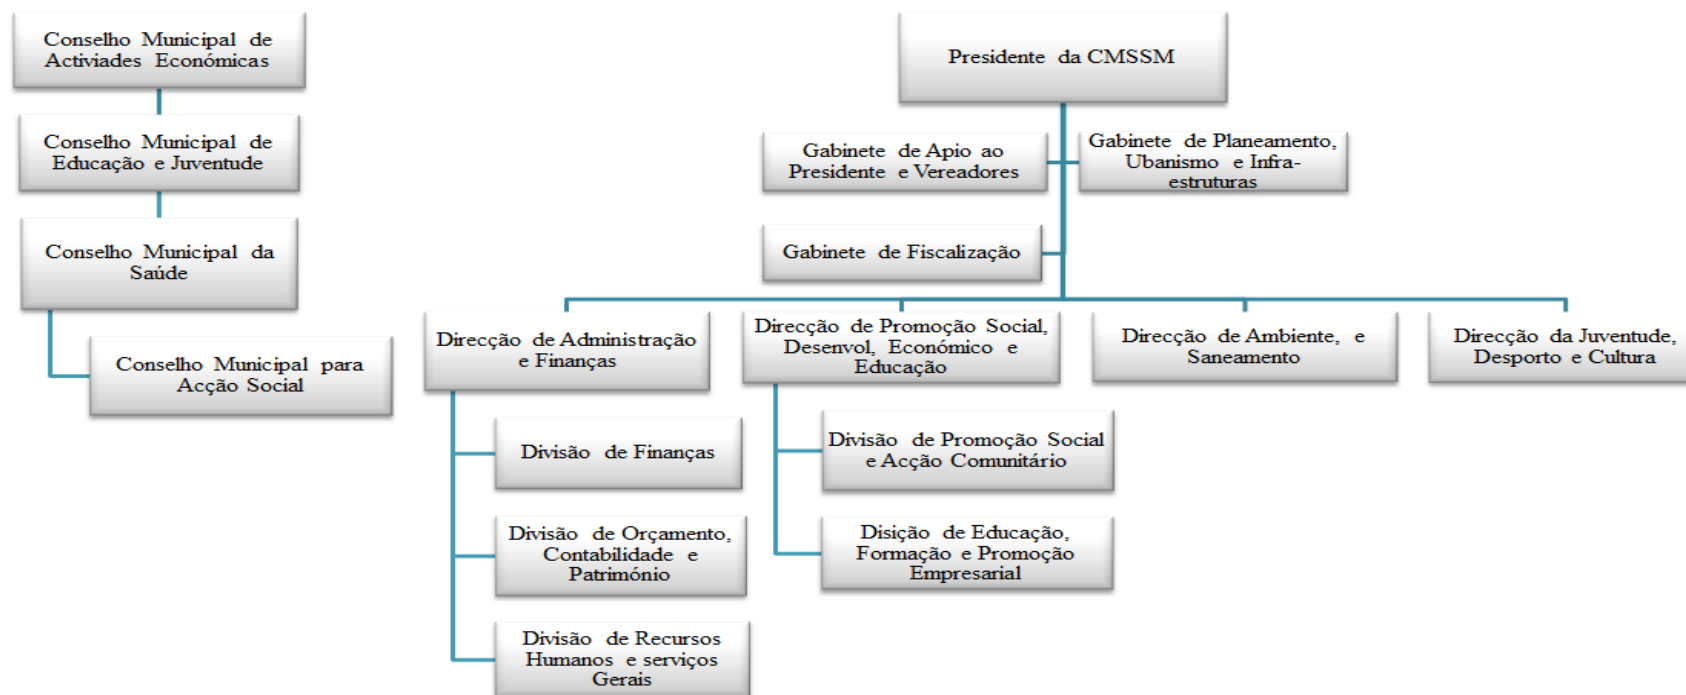 Conselho Municipal de
Activiades Económicas
Conselho Municipal de
Educação e Juventude
Conselho Municipal da
Saúde
Conselho Municipal para
Acção Social
Presidente da CMSSM
Gabinete de Apio ao
Presidente e Vereadores
Gabinete de Planeamento,
Ubanismo e Infra-
estruturas
Gabinete de Fiscalização
Direcção de Administração
e Finanças
Direcção de Promoção Social,
Desenvol, Económico e
Educação
Direcção de Ambiente, e
Saneamento
Direcção da Juventude,
Desporto e Cultura
Divisão de Finanças
Divisão de Orçamento,
Contabilidade e
Património
Divisão de Recursos
Humanos e serviços
Gerais
Divisão de Promoção Social
e Acção Comunitário
Disição de Educação,
Formação e Promoção
Empresarial